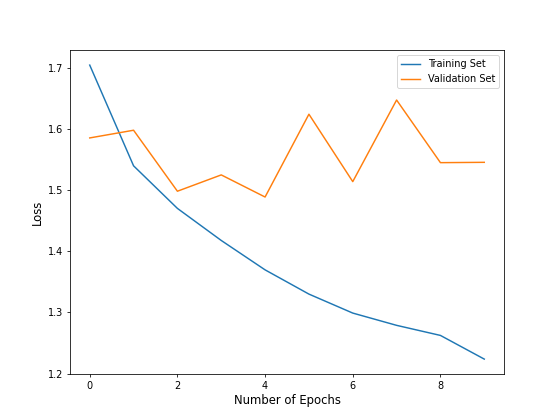 Training Set
Validation Set
1.7
1.6
1.5
1.4
1.3
1.2
Loss
0 2 4 6 8
Number of Epochs